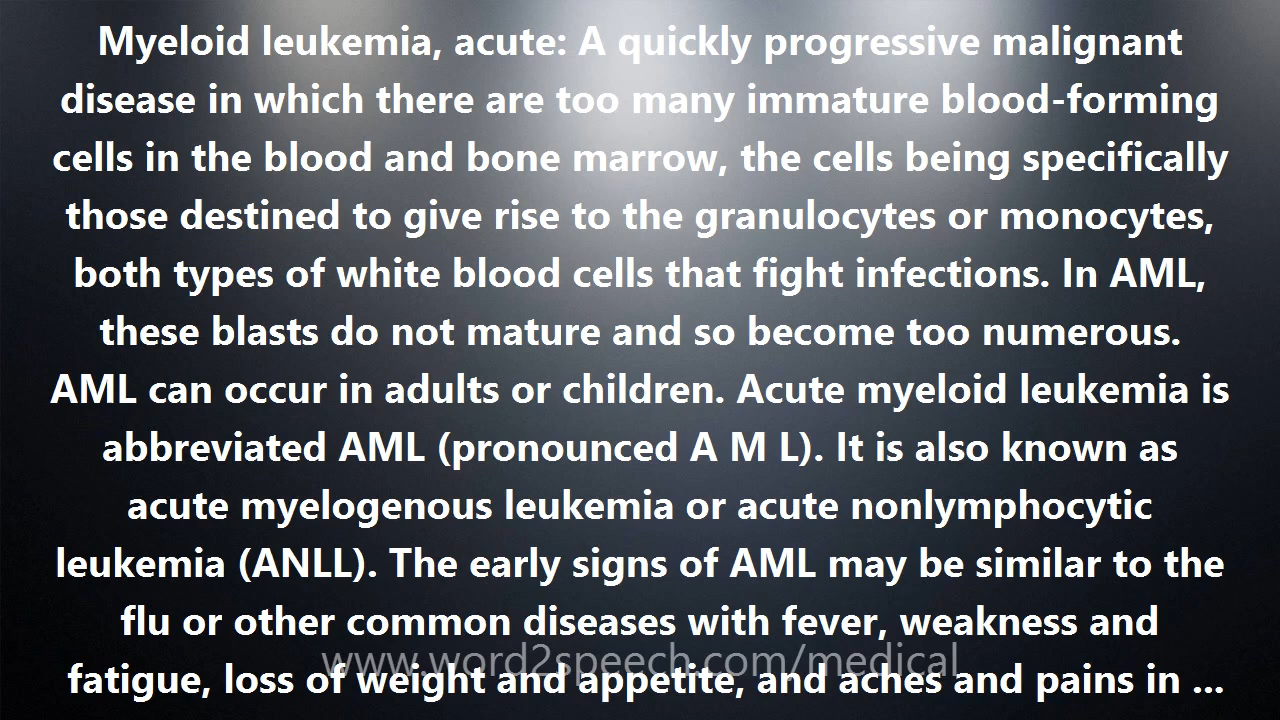 Myeloid leukemia, acute: A quickly progressive malignant
disease in which there are too many immature blood-forming
cells in the blood and bone marrow, the cells being specifically
those destined to give rise to the granulocytes or monocytes,
both types of white blood cells that fight infections. In AML,
these blasts do not mature and so become too numerous.
AML can occur in adults or children. Acute myeloid leukemia is
abbreviated AML (pronounced A M L). It is also known as
acute myelogenous leukemia or acute nonlymphocytic
leukemia (ANLL). The early signs of AML may be similar to the
flu or other common diseases with fever, weakness and
www.word2speech.com/medical
fatigue, loss of weight and appetite, and aches and pains in ...